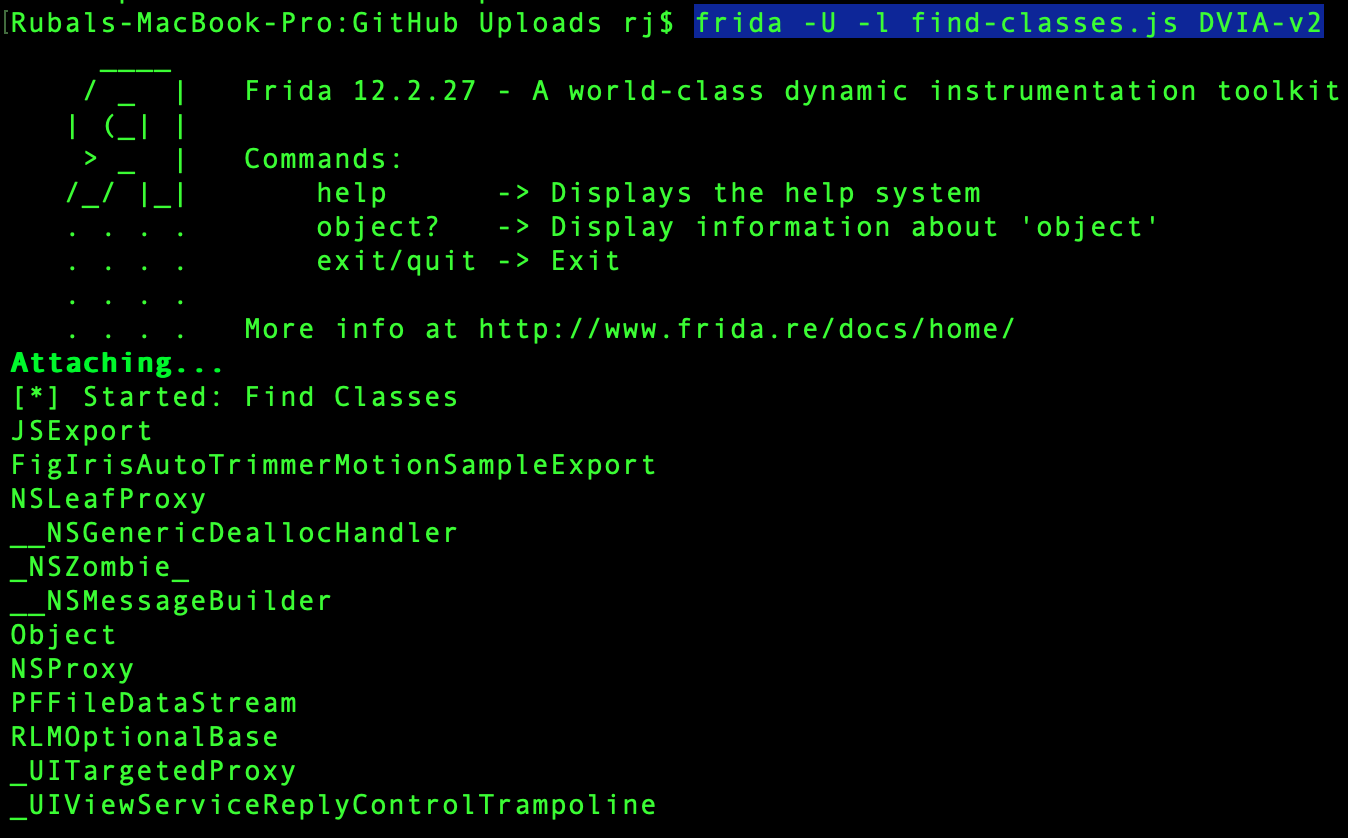 [Rubals-MacBook-Pro:GitHub Uploads rj$ frida -U -l find-classes.js DVIA-v2
     ____
    / _  |   Frida 12.2.27 - A world-class dynamic instrumentation toolkit
   | (_| |
    > _  |   Commands:
   /_/ |_|       help      -> Displays the help system
   . . . .       object?   -> Display information about 'object'
   . . . .       exit/quit -> Exit
   . . . .
   . . . .   More info at http://www.frida.re/docs/home/
Attaching...
[*] Started: Find Classes
JSExport
FigIrisAutoTrimmerMotionSampleExport
NSLeafProxy
__NSGenericDeallocHandler
_NSZombie_
__NSMessageBuilder
Object
NSProxy
PFFileDataStream
RLMOptionalBase
_UITargetedProxy
_UIViewServiceReplyControlTrampoline